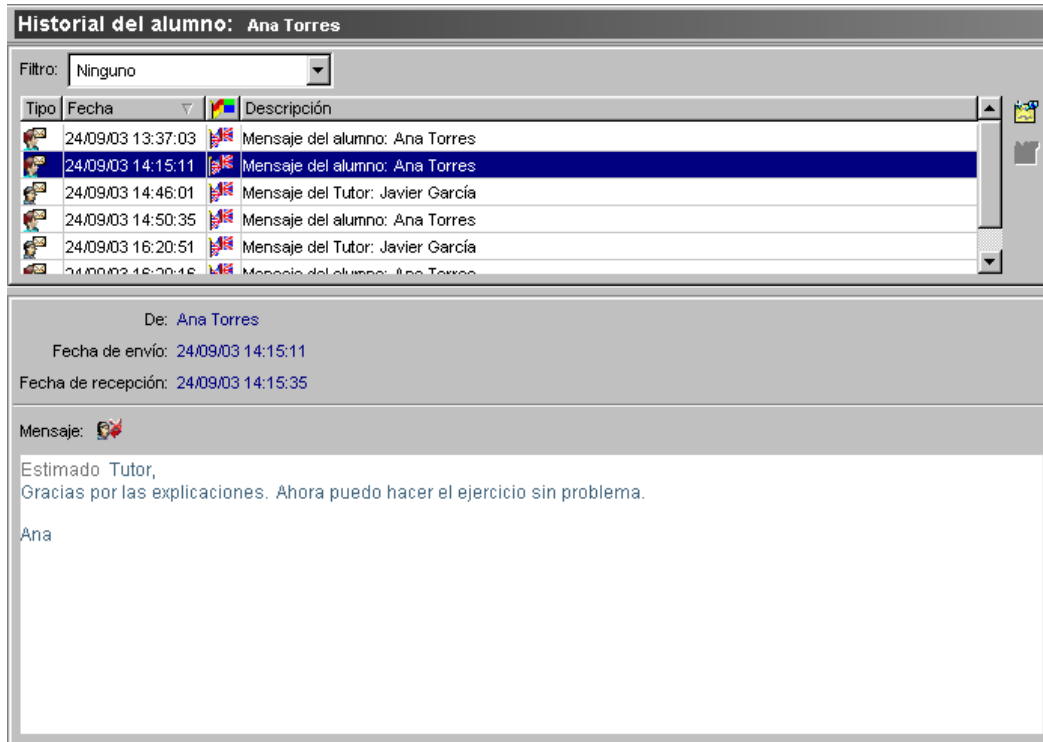 Historial del alumno: Ana Torres
Filtro: Ninguno
Tipo Fecha Descripción
24/09/03 13:37:03 Mensaje del alumno: Ana Torres
24/09/03 14:15:11 Mensaje del alumno: Ana Torres
24/09/03 14:46:01 Mensaje del Tutor: Javier García
24/09/03 14:50:35 Mensaje del alumno: Ana Torres
24/09/03 16:20:51 Mensaje del Tutor: Javier García
Mensaje del alumno: Ana Torres
De: Ana Torres
Fecha de envío: 24/09/03 14:15:11
Fecha de recepción: 24/09/03 14:15:35
Mensaje:
Estimado Tutor,
Gracias por las explicaciones. Ahora puedo hacer el ejercicio sin problema.
Ana